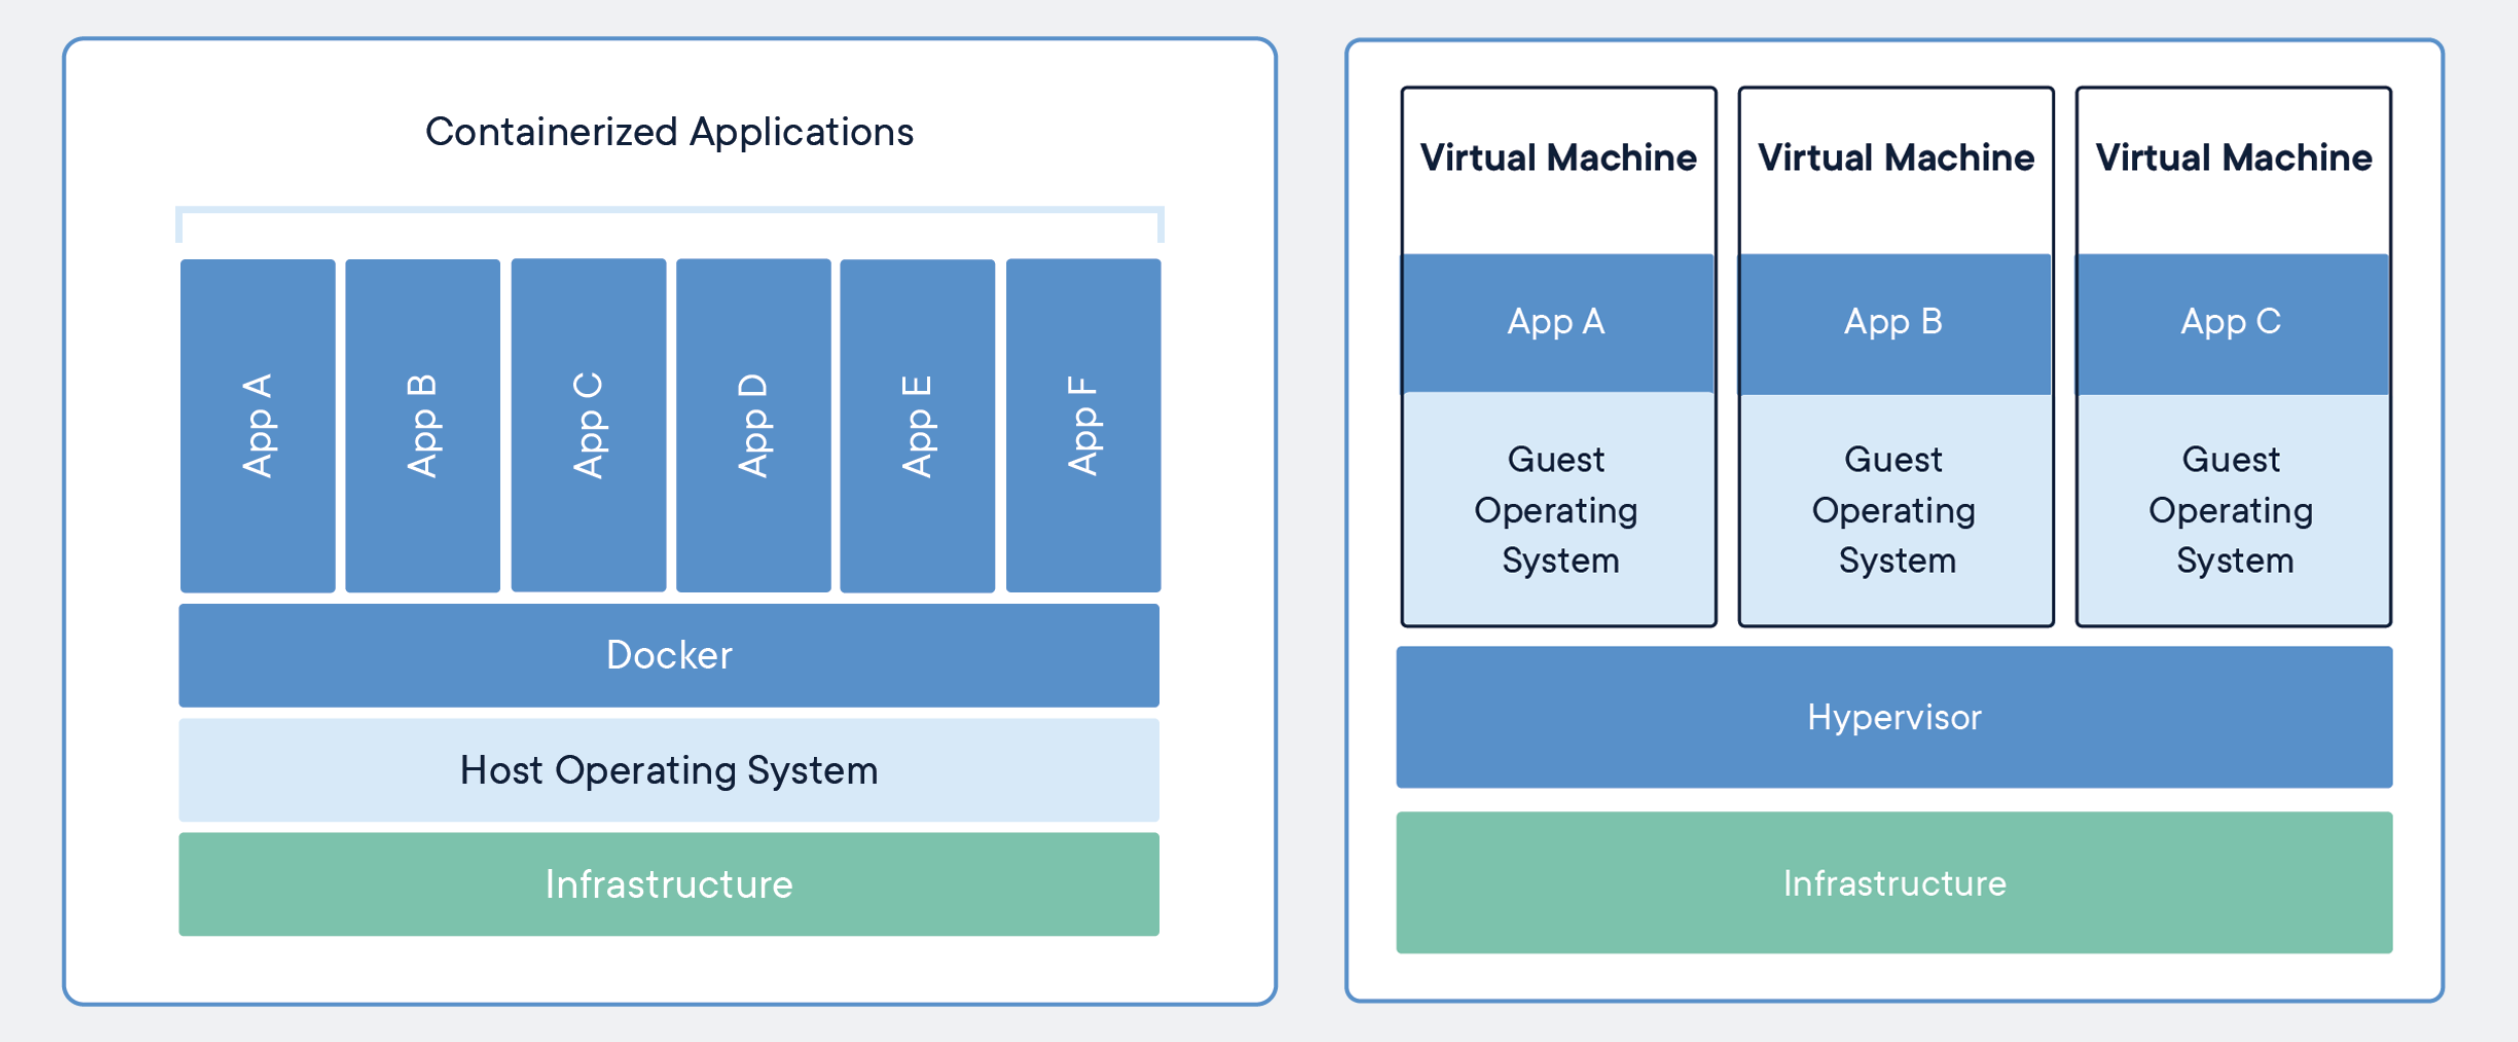 Containerized Applications
App A
App B
App C
App D
App E
App F
Docker
Host Operating System
Infrastructure
Virtual Machine
App A
Guest
Operating
System
Virtual Machine
App B
Guest
Operating
System
Virtual Machine
App C
Guest
Operating
System
Hypervisor
Infrastructure